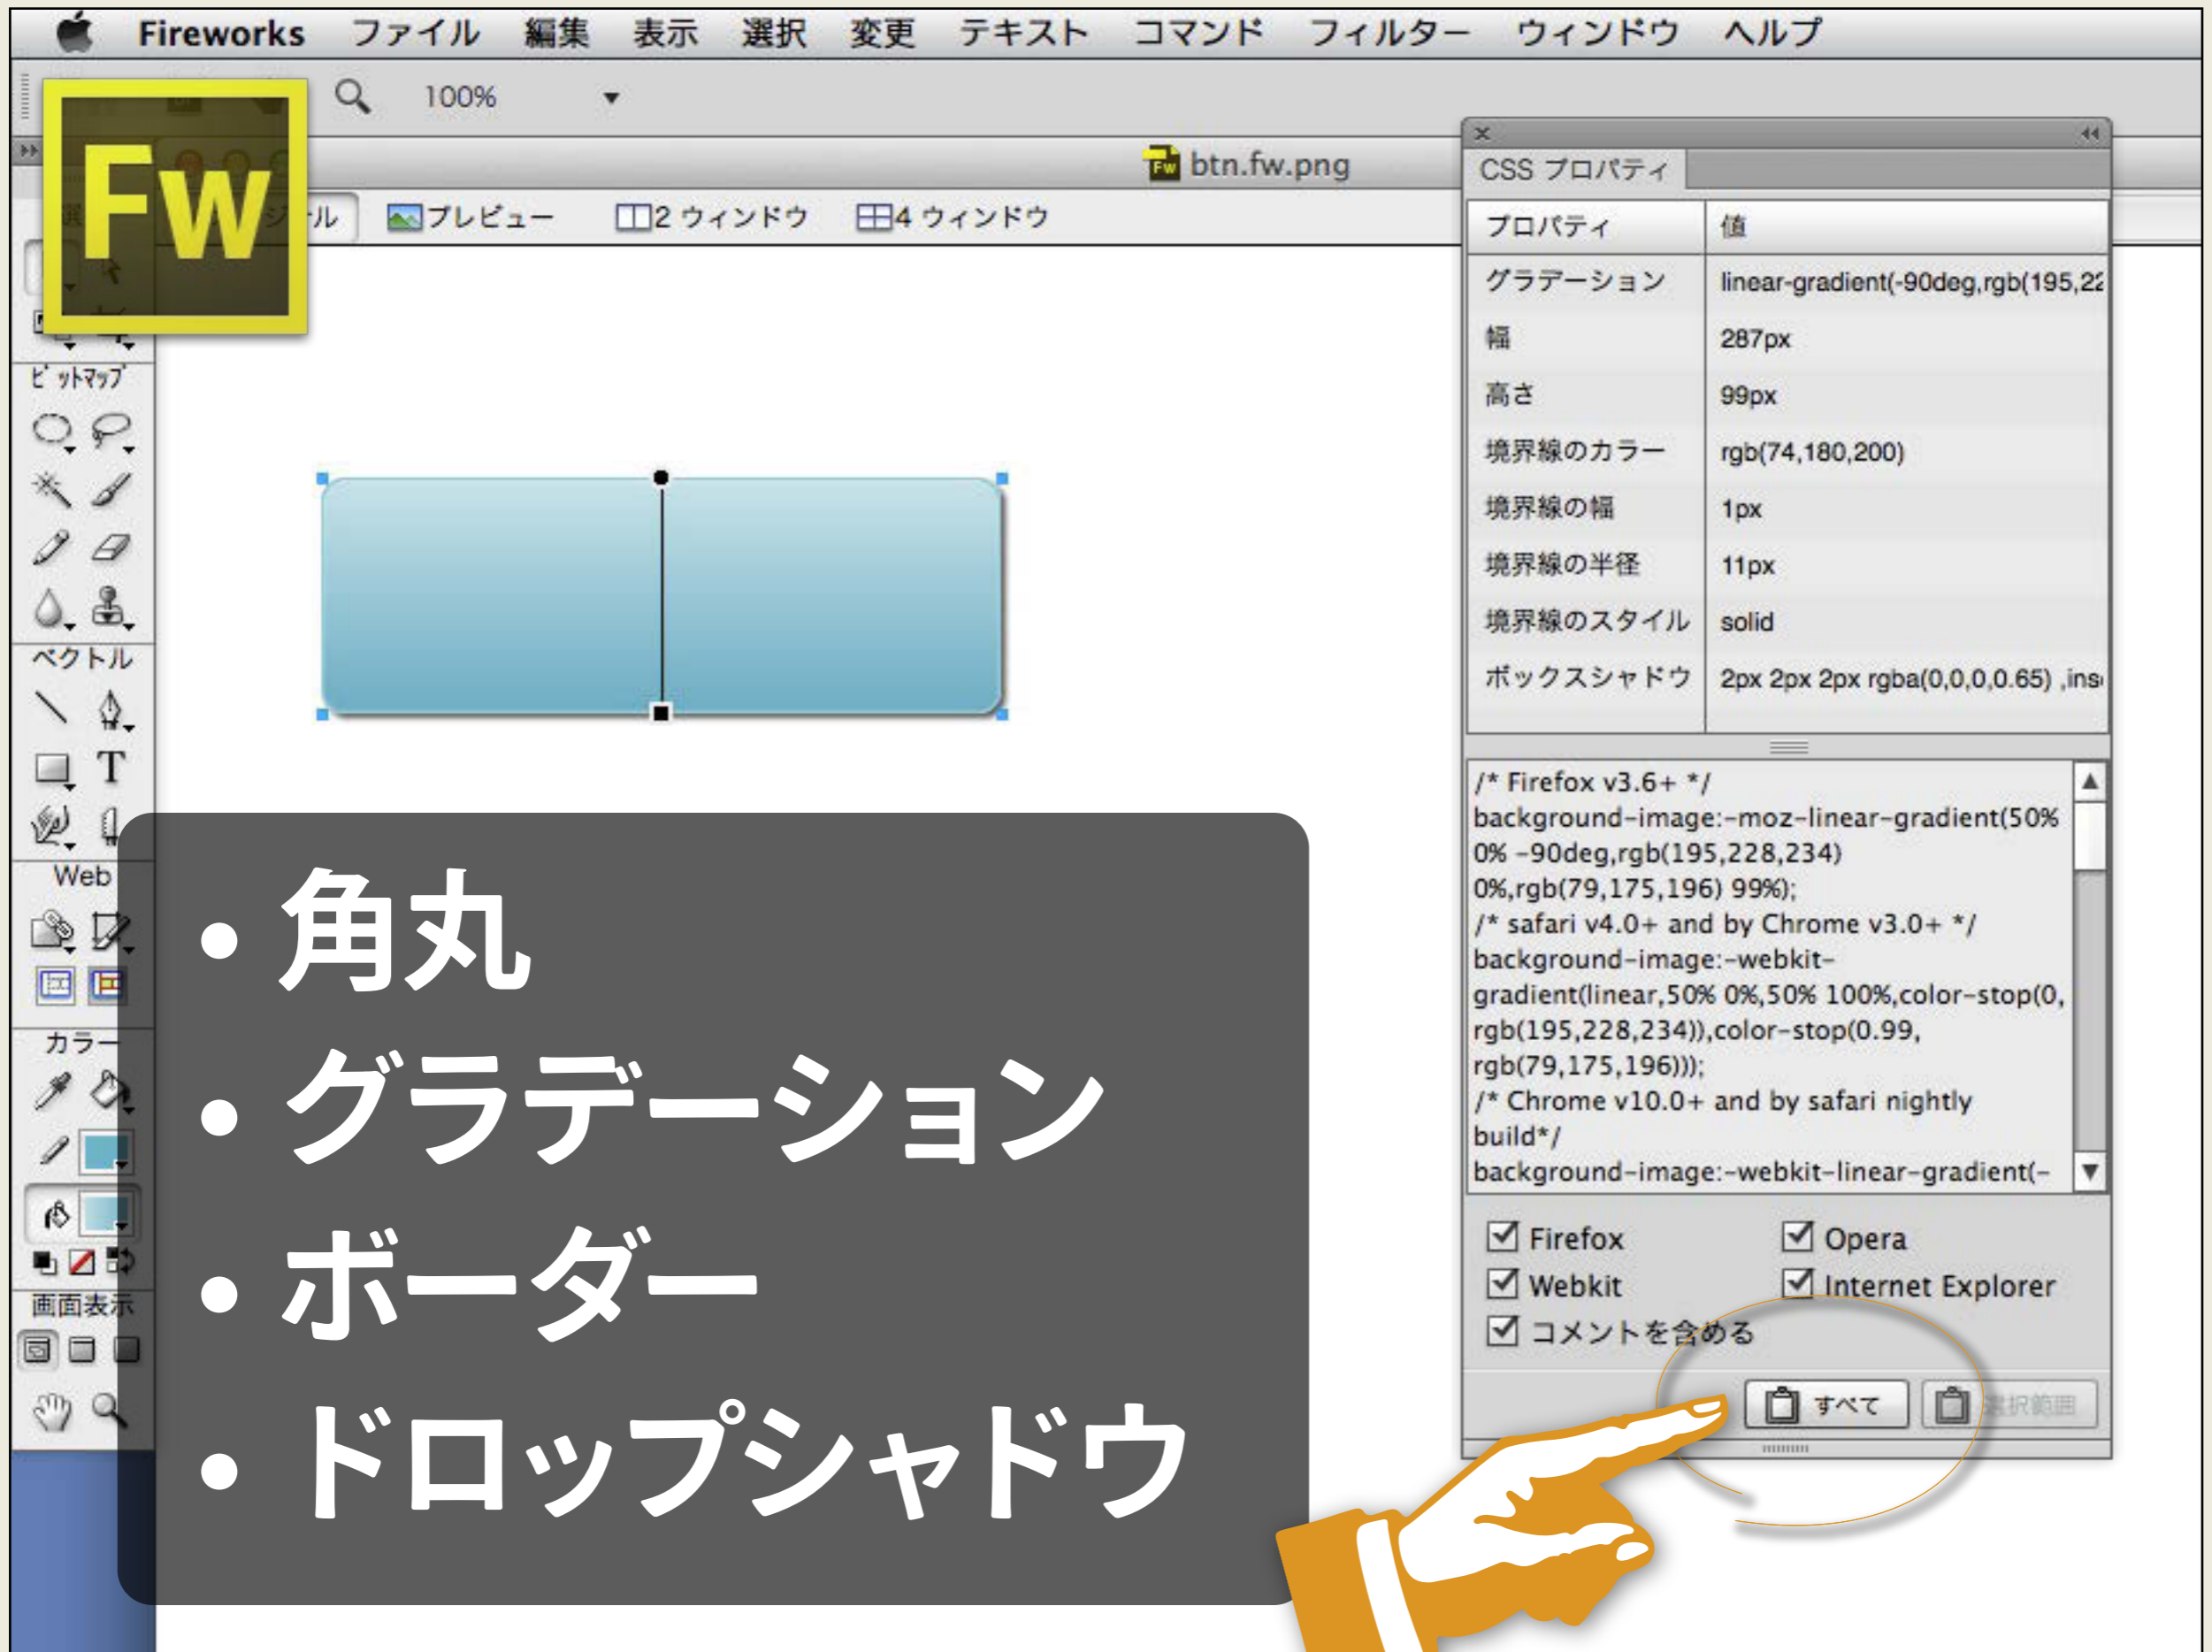 Fireworks ファイル 編集 表示 選択 変更 テキスト コマンド フィルター ウィンドウ ヘルプ
100%
Fw
btn.fw.png
プレビュー 2 ウィンドウ 4 ウィンドウ
ビットマップ
ベクトル
Web
カラー
画面表示
・角丸
・グラデーション
・ボーダー
・ドロップシャドウ
CSS プロパティ
プロパティ 値
グラデーション linear-gradient(-90deg,rgb(195,22
幅 287px
高さ 99px
境界線のカラー rgb(74,180,200)
境界線の幅 1px
境界線の半径 11px
境界線のスタイル solid
ボックスシャドウ 2px 2px 2px rgba(0,0,0,0.65) ,ins
/* Firefox v3.6+ */
background-image:-moz-linear-gradient(50%
0% -90deg,rgb(195,228,234)
0%,rgb(79,175,196) 99%);
/* safari v4.0+ and by Chrome v3.0+ */
background-image:-webkit-
gradient(linear,50% 0%,50% 100%,color-stop(0,
rgb(195,228,234)),color-stop(0.99,
rgb(79,175,196)));
/* Chrome v10.0+ and by safari nightly
build*/
background-image:-webkit-linear-gradient(-
Firefox Opera
Webkit Internet Explorer
コメントを含める
すべて 選択範囲